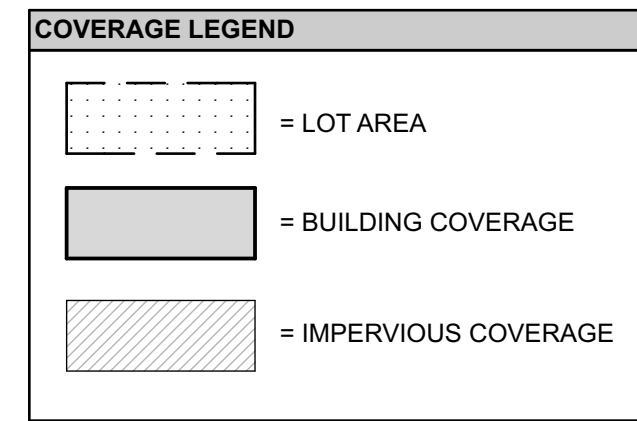 COVERAGE LEGEND
= LOT AREA
= BUILDING COVERAGE
= IMPERVIOUS COVERAGE